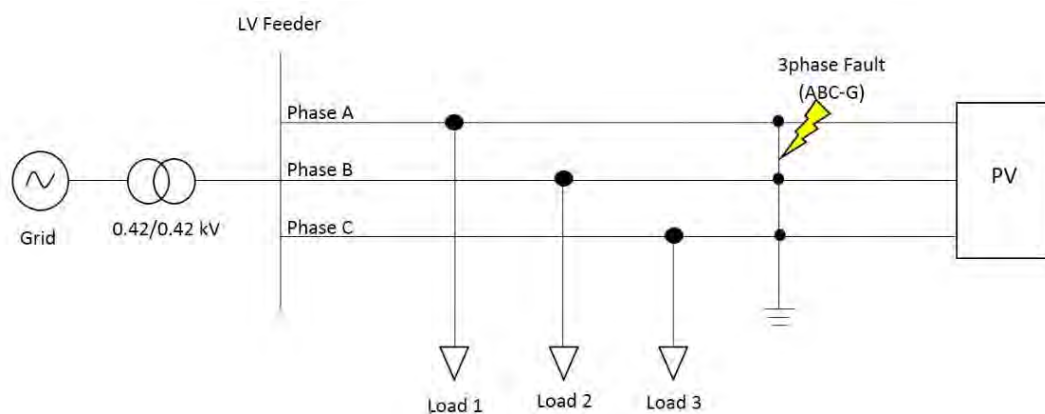 LV Feeder
3phase Fault
(ABC-G)
Phase A
Phase B
Phase C
PV
0.42/0.42 kV
Grid
Load 1
Load 2
Load 3